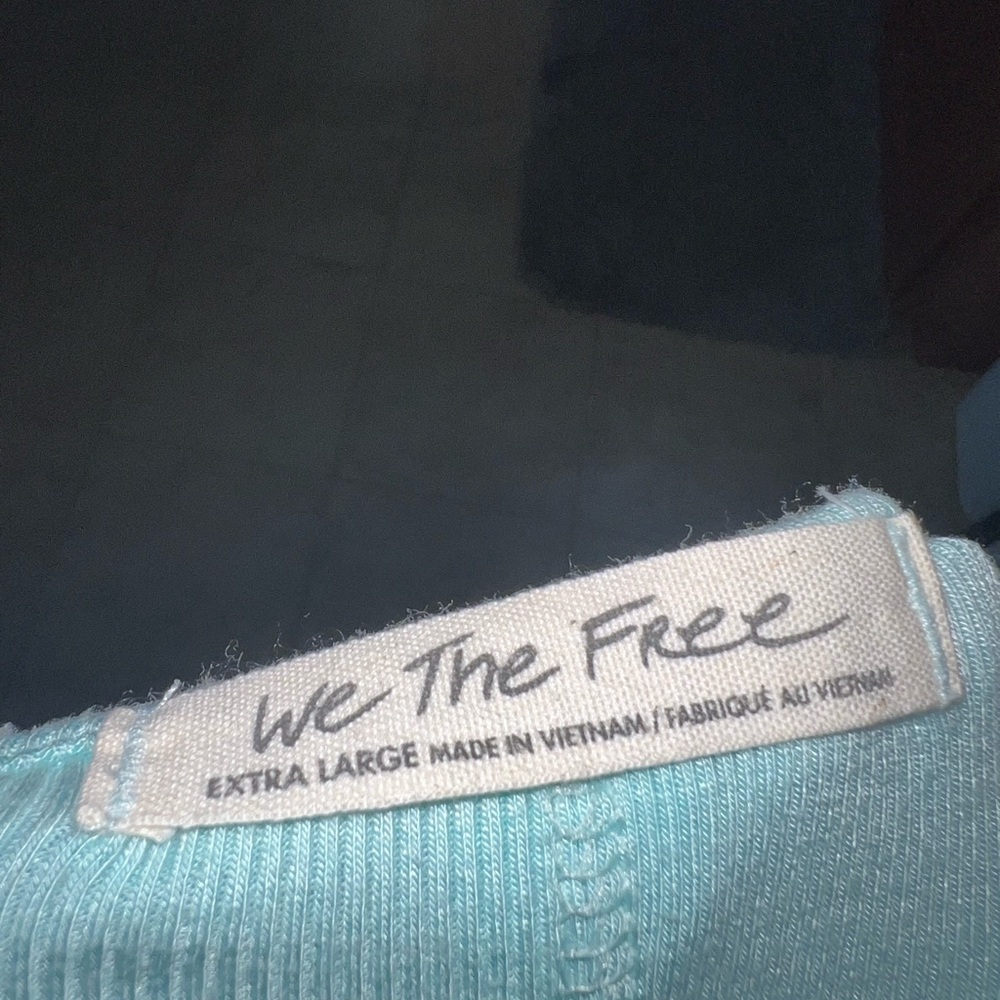 We The Free
EXTRA LARGE MADE IN VIETNAM / FABRIQUÉ AU VIETNAM